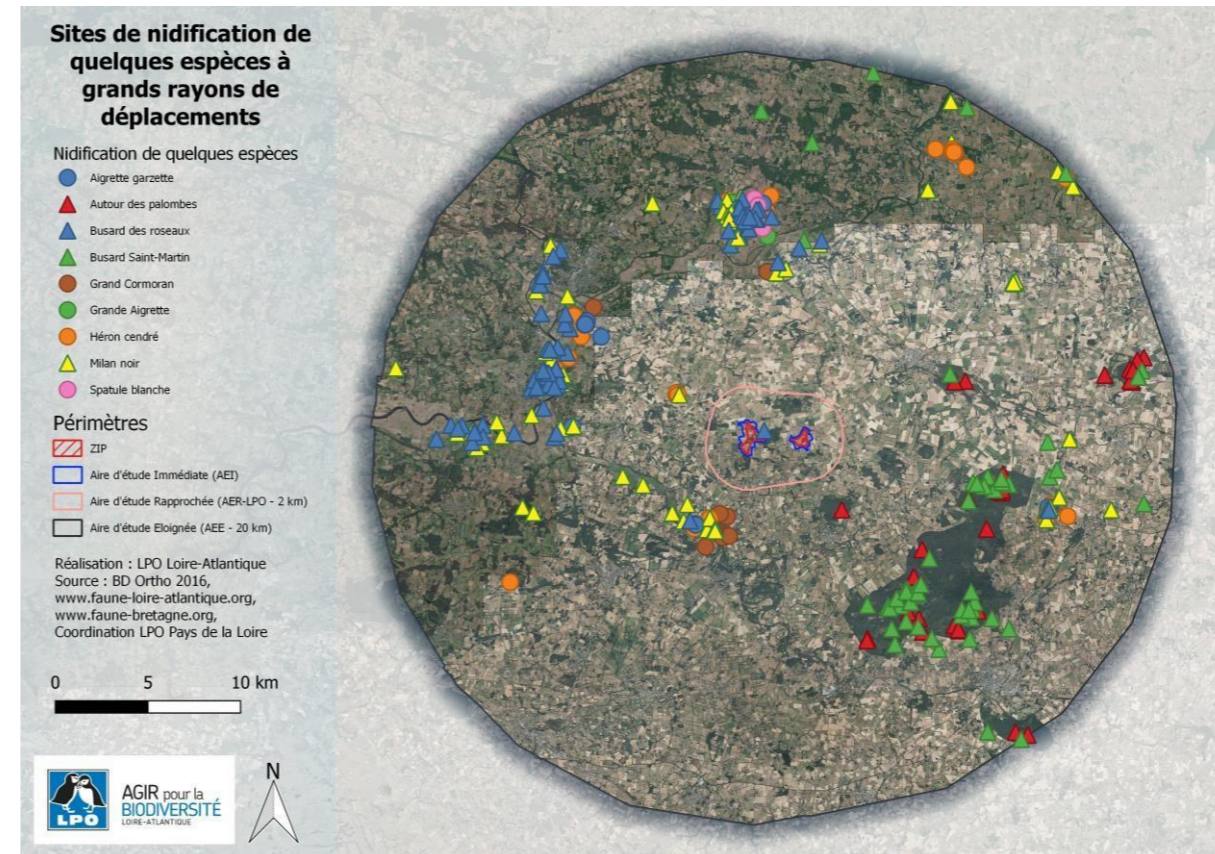 Sites de nidification de
quelques espèces à
grands rayons de
déplacements
Nidification de quelques espèces
Aigrette garzette
Autour des palombes
Busard des roseaux
Busard Saint-Martin
Grand Cormoran
Grande Aigrette
Héron cendré
Milan noir
Spatule blanche
Périmètres
ZIP
Aire d'étude Immédiate (AEI)
Aire d'étude Rapprochée (AER-LPO - 2 km)
Aire d'étude Eloignée (AEE - 20 km)
Réalisation : LPO Loire-Atlantique
Source : BD Ortho 2016,
www.faune-loire-atlantique.org,
www.faune-bretagne.org,
Coordination LPO Pays de la Loire
0 5 10 km
LPO
AGIR pour la
BIODIVERSITÉ
LOIRE-ATLANTIQUE
N